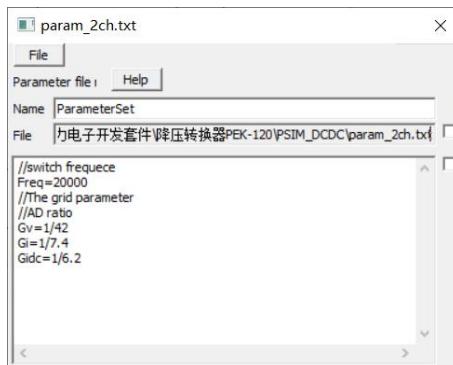 param_2ch.txt
File
Parameter file Help
Name ParameterSet
File 力电子开发套件\降压转换器PEK-120\PSIM_DCDC\param_2ch.txt
//switch frequece
Freq=20000
//The grid parameter
//AD ratio
Gv=1/42
Gi=1/7.4
Gidc=1/6.2